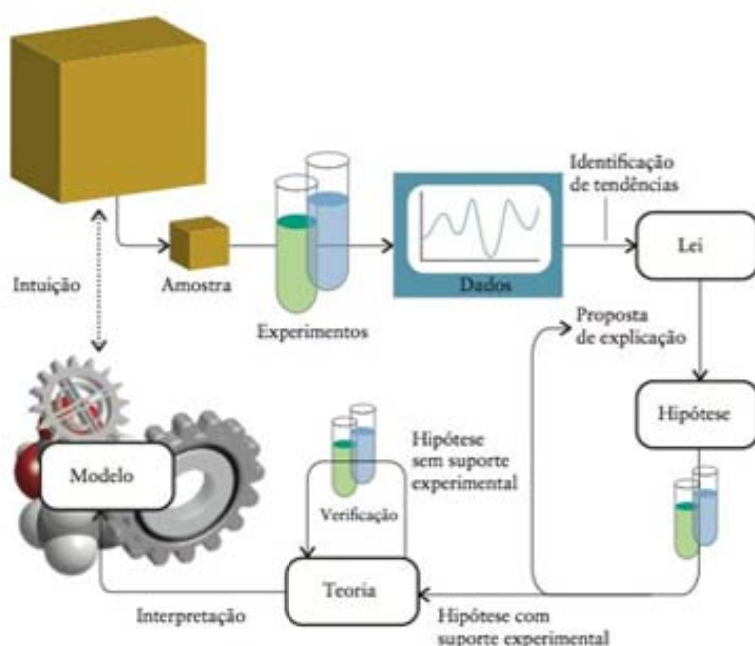 Identificação
de tendências
Lei
Dados
Amostra
Experimentos
Intuição
Proposta
de explicação
Hipótese
Hipótese
sem suporte
experimental
Verificação
Modelo
Teoria
Interpretação
Hipótese com
suporte experimental